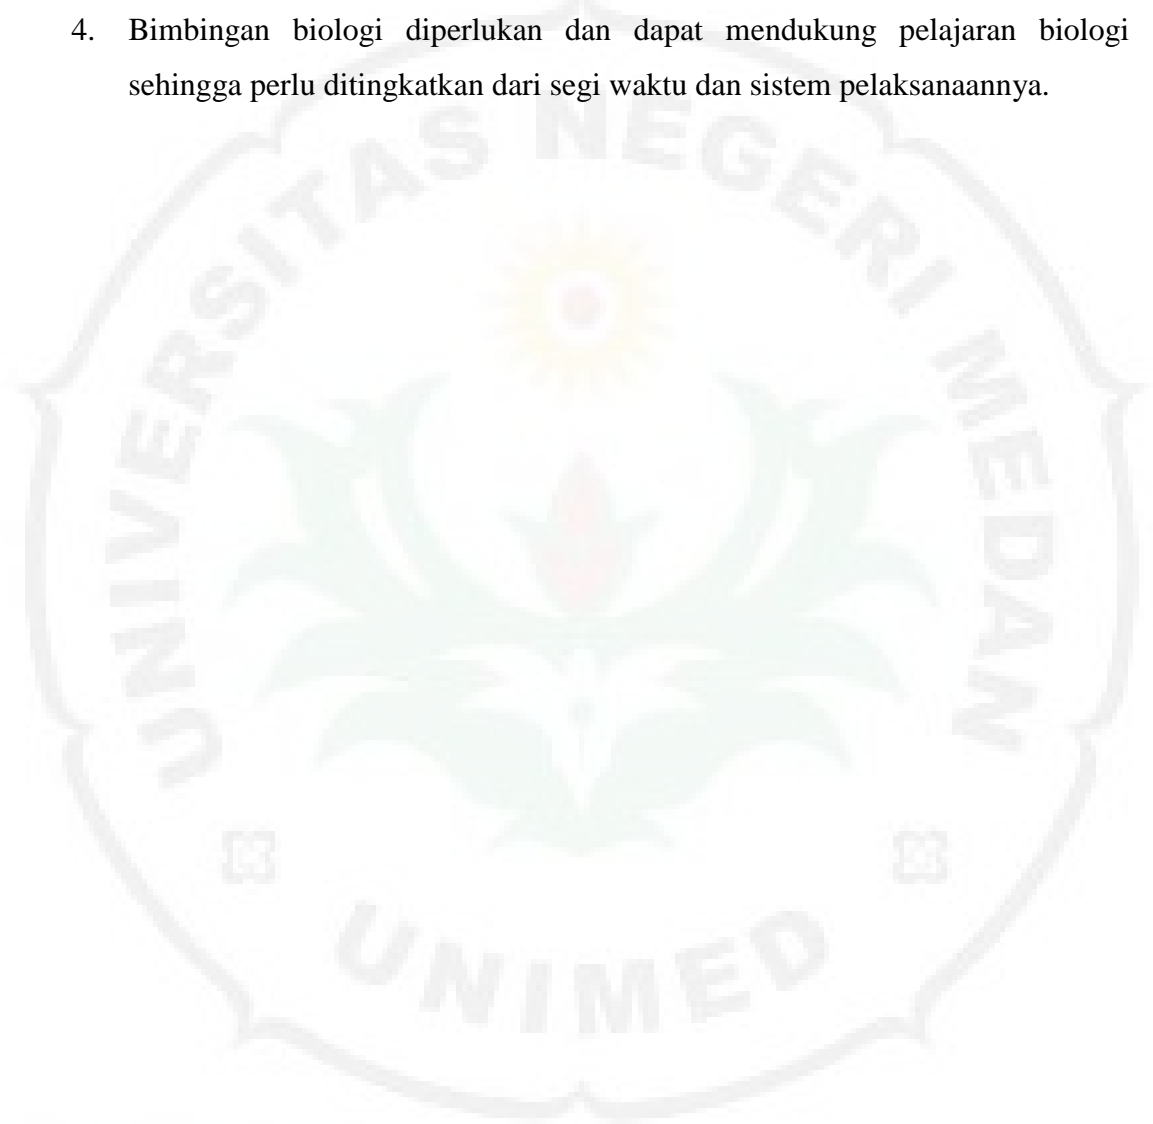 4. Bimbingan biologi diperlukan dan dapat mendukung pelajaran biologi
sehingga perlu ditingkatkan dari segi waktu dan sistem pelaksanaannya.
UNIVERSITAS NEGERI MEDAN
UNIMED